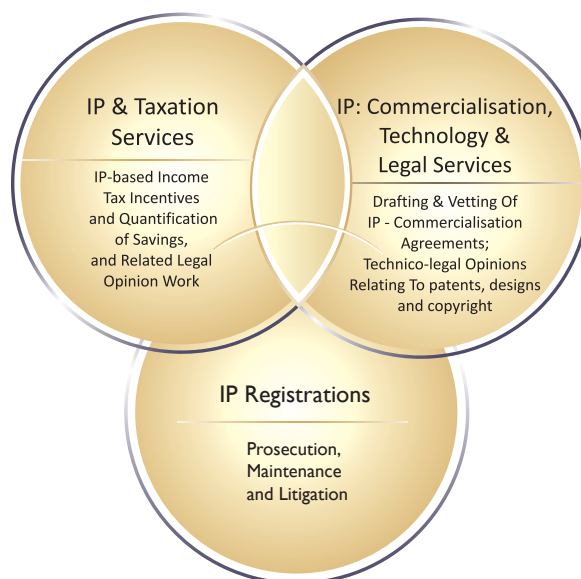 IP & Taxation
Services
IP-based Income
Tax Incentives
and Quantification
of Savings,
and Related Legal
Opinion Work
IP: Commercialisation,
Technology &
Legal Services
Drafting & Vetting Of
IP - Commercialisation
Agreements;
Technico-legal Opinions
Relating To patents, designs
and copyright
IP Registrations
Prosecution,
Maintenance
and Litigation